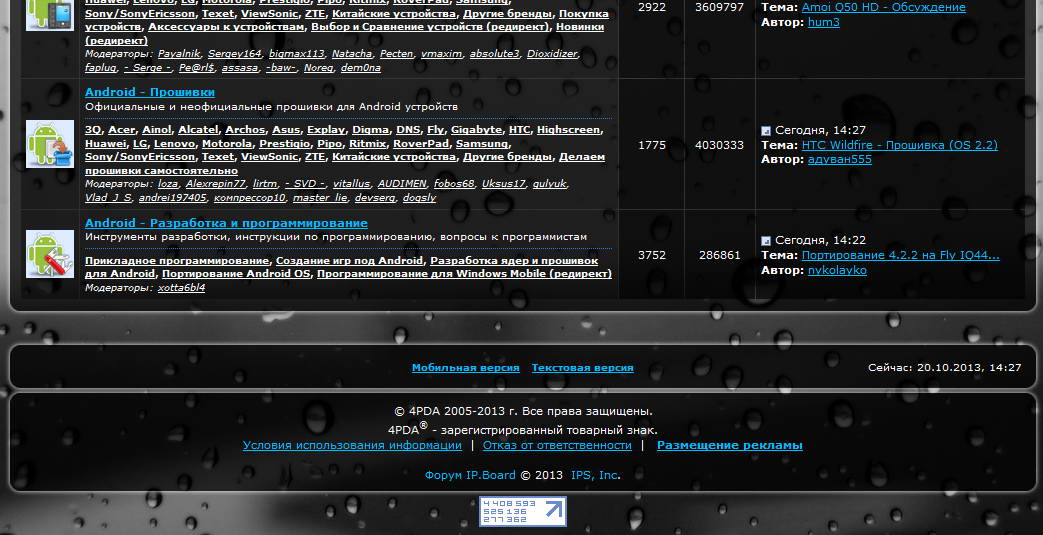 Huawei, Lenovo, LG, Motorola, Prestigio, Pipo, Ritmix, RoverPad, Samsung,
Sony/SonyEricsson, Texet, ViewSonic, ZTE, Китайские устройства, Другие бренды, Покупка
устройств, Аксессуары к устройствам, Выбор и Сравнение устройств (редирект), Новинки
(редирект)
Модераторы: Payalnik, Sergey164, bigmax113, Natacha, Pecten, ymaxim, absolute3, Dioxidizer,
faplug, - Serge -, Pe@rl$, assasa, -baw-, Noreg, dem0na
2922
3609797
Тема: Amoi Q50 HD - Обсуждение
Автор: hum3
Android - Прошивки
Официальные и неофициальные прошивки для Android устройств
3Q, Acer, Ainol, Alcatel, Archos, Asus, Explay, Digma, DNS, Fly, Gigabyte, HTC, Highscreen,
Huawei, LG, Lenovo, Motorola, Prestigio, Pipo, Ritmix, RoverPad, Samsung,
Sony/SonyEricsson, Texet, ViewSonic, ZTE, Китайские устройства, Другие бренды, Делаем
прошивки самостоятельно
Модераторы: loza, Alexrepin77, lirtm, - SVD -, vitallus, AUDIMEN, fobos68, Uksus17, gulyuk,
Vlad_J_S, andrei197405, компрессор10, master_lie, devserg, dogsly
1775
4030333
Сегодня, 14:27
Тема: HTC Wildfire - Прошивка (OS 2.2)
Автор: адуван555
Android - Разработка и программирование
Инструменты разработки, инструкции по программированию, вопросы к программистам
Прикладное программирование, Создание игр под Android, Разработка ядер и прошивок
для Android, Портирование Android OS, Программирование для Windows Mobile (редирект)
Модераторы: xotta6bl4
3752
286861
Сегодня, 14:22
Тема: Портирование 4.2.2 на Fly IQ44...
Автор: nykolayko
Мобильная версия Текстовая версия
Сейчас: 20.10.2013, 14:27
© 4PDA 2005-2013 г. Все права защищены.
4PDA® - зарегистрированный товарный знак.
Условия использования информации | Отказ от ответственности | Размещение рекламы
Форум IP.Board © 2013 IPS, Inc.
4 408 593
525 136
277 362